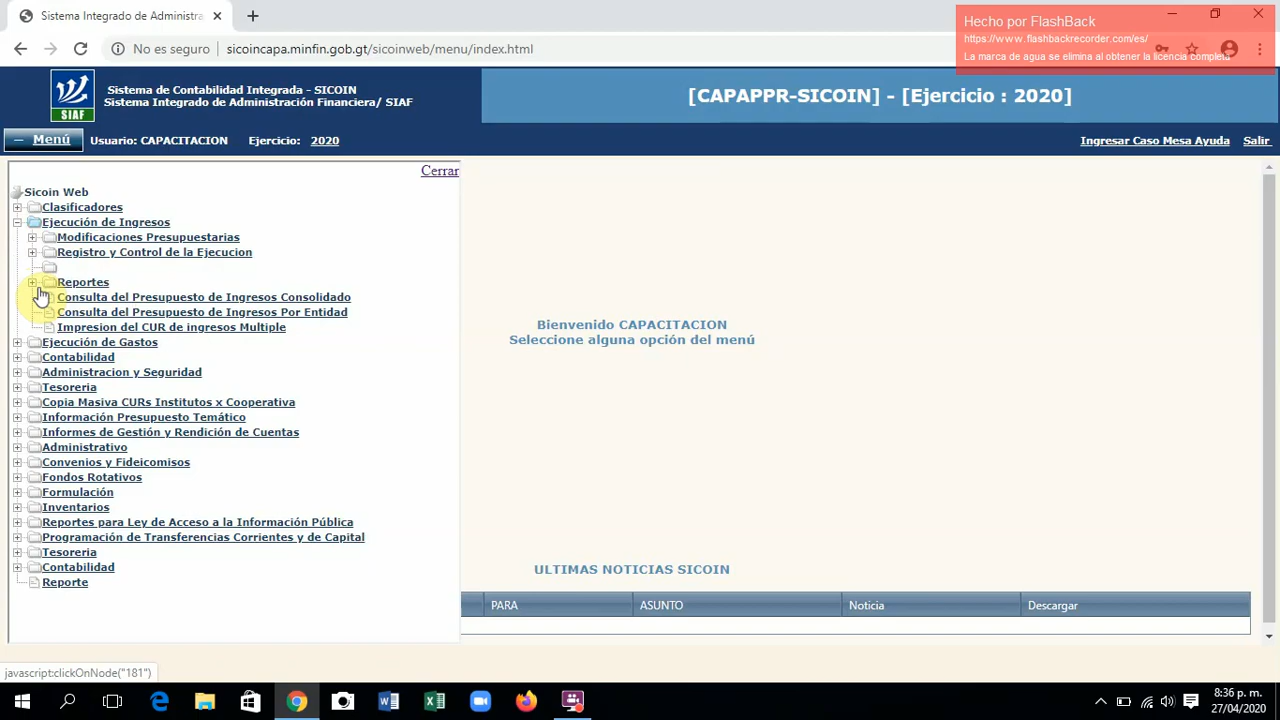 Sistema Integrado de Administra
Hecho por FlashBack
https://www.flashbackrecorder.com/es/
La marca de agua se elimina al obtener la licencia completa
No es seguro
sicoincapa.minfin.gob.gt/sicoinweb/menu/index.html
Sistema de Contabilidad Integrada - SICOIN
Sistema Integrado de Administración Financiera/ SIAF
SIAF
[CAPAPPR-SICOIN] - [Ejercicio : 2020]
Menú
Usuario: CAPACITACION
Ejercicio: 2020
Ingresar Caso Mesa Ayuda
Salir
Cerrar
Sicoin Web
Clasificadores
Ejecución de Ingresos
Modificaciones Presupuestarias
Registro y Control de la Ejecucion
Reportes
Consulta del Presupuesto de Ingresos Consolidado
Consulta del Presupuesto de Ingresos Por Entidad
Impresion del CUR de ingresos Multiple
Ejecución de Gastos
Contabilidad
Administracion y Seguridad
Tesoreria
Copia Masiva CURs Institutos x Cooperativa
Información Presupuesto Temático
Informes de Gestión y Rendición de Cuentas
Administrativo
Convenios y Fideicomisos
Fondos Rotativos
Formulación
Inventarios
Reportes para Ley de Acceso a la Información Pública
Programación de Transferencias Corrientes y de Capital
Tesoreria
Contabilidad
Reporte
Bienvenido CAPACITACION
Seleccione alguna opción del menú
ULTIMAS NOTICIAS SICOIN
PARA
ASUNTO
Noticia
Descargar
javascript:clickOnNode("181")
8:36 p. m.
27/04/2020